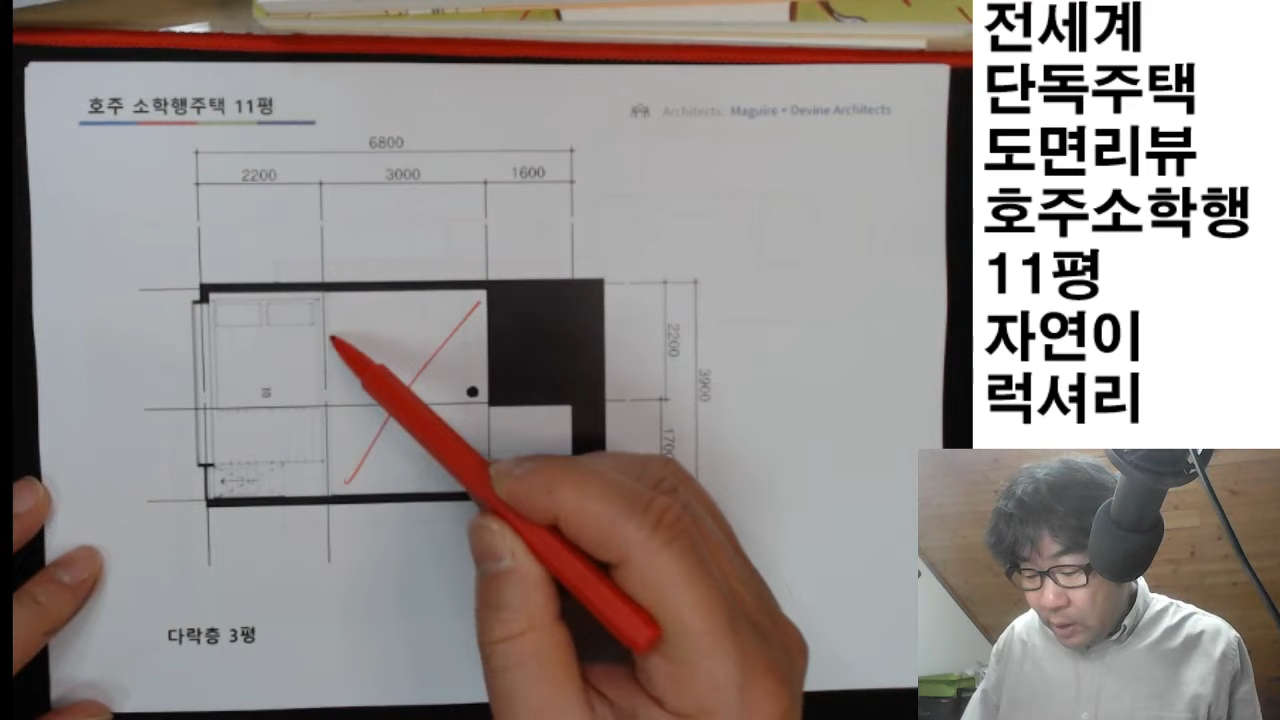 호주 소학행주택 11평
Architects. Maguire + Devine Architects
6800
2200 3000 1600
2200
3900
1700
10
다락층 3평
전세계
단독주택
도면리뷰
호주소학행
11평
자연이
럭셔리